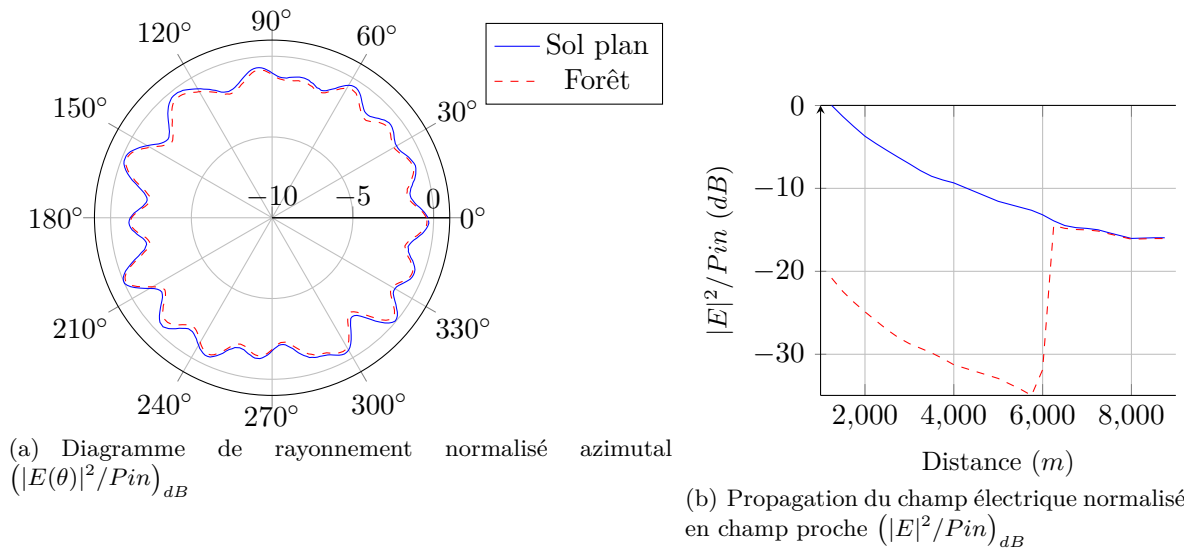 90°
120°
60°
150°
30°
180°
−10
−5
0
0°
210°
330°
240°
300°
270°
Sol plan
Forêt
(a) Diagramme de rayonnement normalisé azimutal
(|E(θ)|²/Pin)_dB
0
−10
−20
−30
|E|²/Pin (dB)
2,000
4,000
6,000
8,000
Distance (m)
(b) Propagation du champ électrique normalisé
en champ proche (|E|²/Pin)_dB